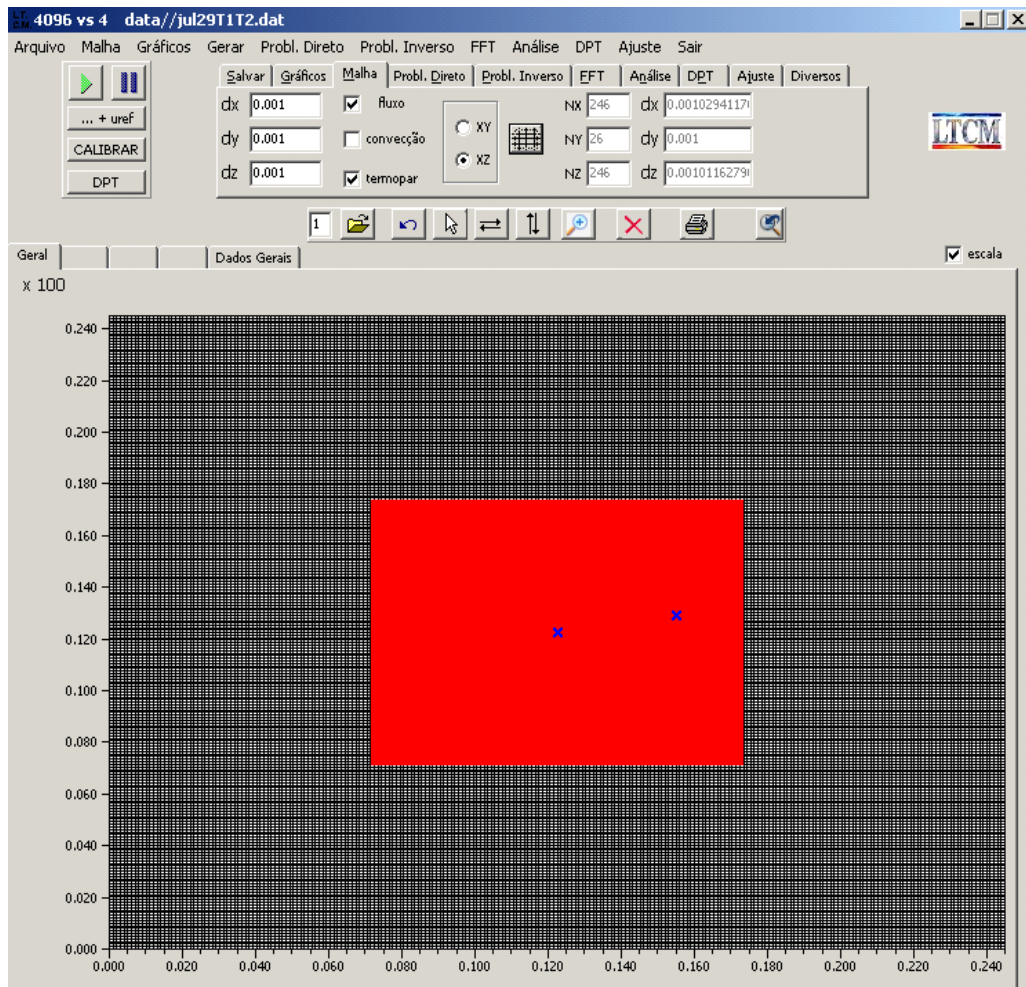 L.T. C.M. 4096 vs 4 data//jul29T1T2.dat
Arquivo Malha Gráficos Gerar Probl. Direto Probl. Inverso FFT Análise DPT Ajuste Sair
Salvar Gráficos Malha Probl. Direto Probl. Inverso FFT Análise DPT Ajuste Diversos
dx 0.001 fluxo NX 246 dx 0.0010294117
... + uref
XY
dy 0.001 convecção NY 26 dy 0.001
LTCM
CALIBRAR
XZ
dz 0.001 termopar NZ 246 dz 0.0010116279
DPT
1
Geral Dados Gerais escala
x 100
0.240
0.220
0.200
0.180
0.160
0.140
0.120
0.100
0.080
0.060
0.040
0.020
0.000
0.000 0.020 0.040 0.060 0.080 0.100 0.120 0.140 0.160 0.180 0.200 0.220 0.240